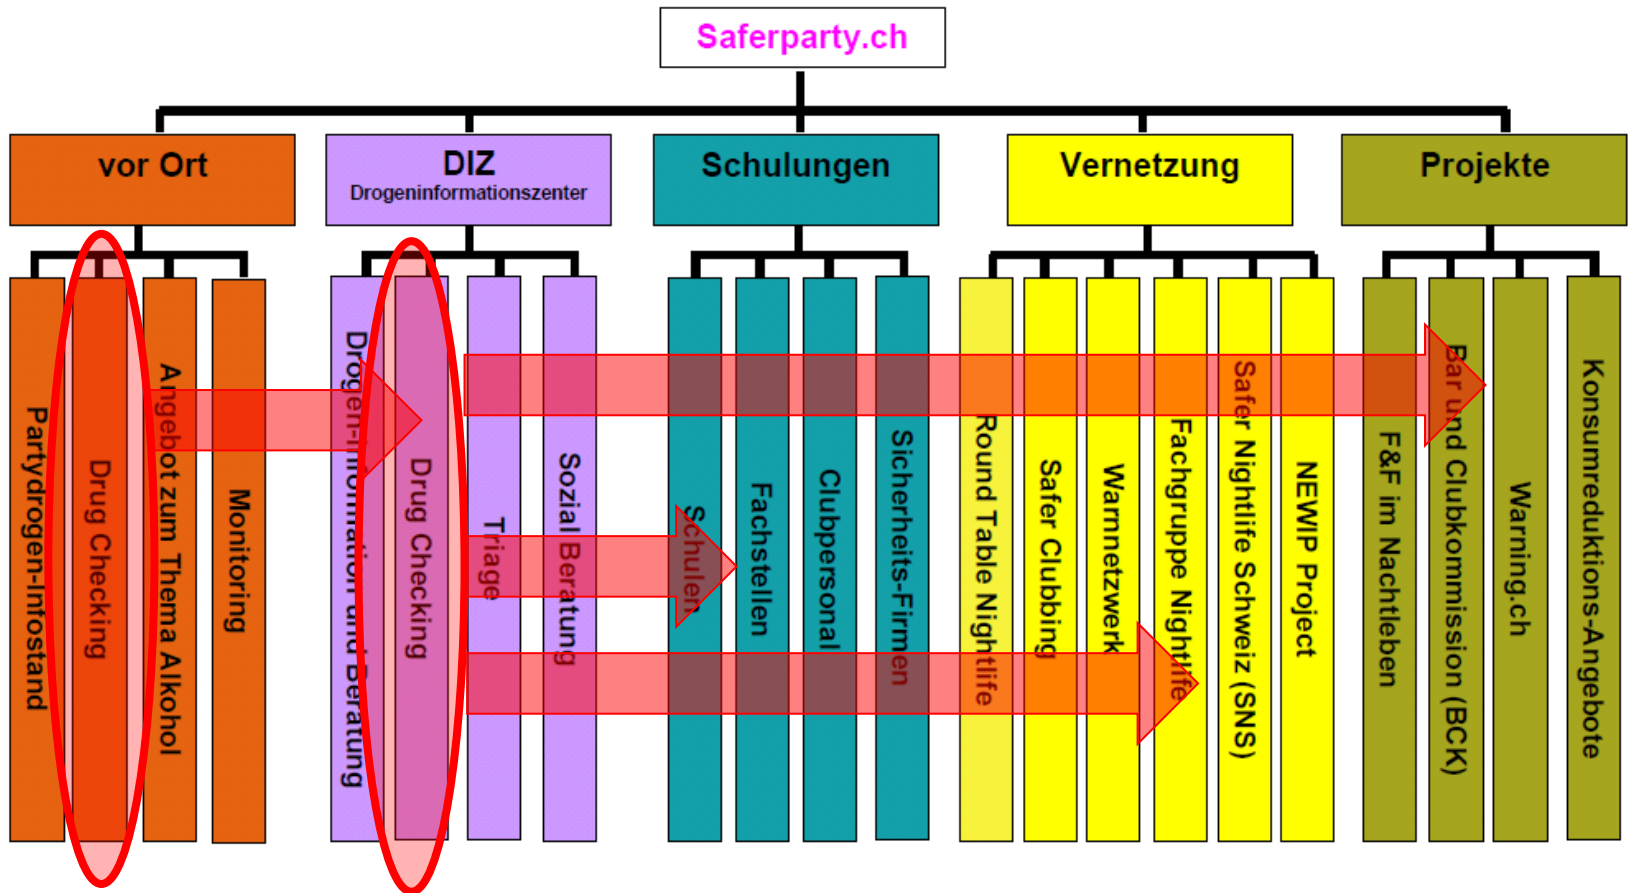 Saferparty.ch
vor Ort
DIZ
Drogeninformationszenter
Schulungen
Vernetzung
Projekte
Partydrogen-Infostand
Drug Checking
Angebot zum Thema Alkohol
Monitoring
Drogen-Information und Beratung
Drug Checking
Triage
Sozial Beratung
Schulen
Fachstellen
Clubpersonal
Sicherheits-Firmen
Round Table Nightlife
Safer Clubbing
Warnnetzwerk
Fachgruppe Nightlife
Safer Nightlife Schweiz (SNS)
NEWIP Project
F&F im Nachtleben
Bar und Clubkommission (BCK)
Warning.ch
Konsumreduktions-Angebote